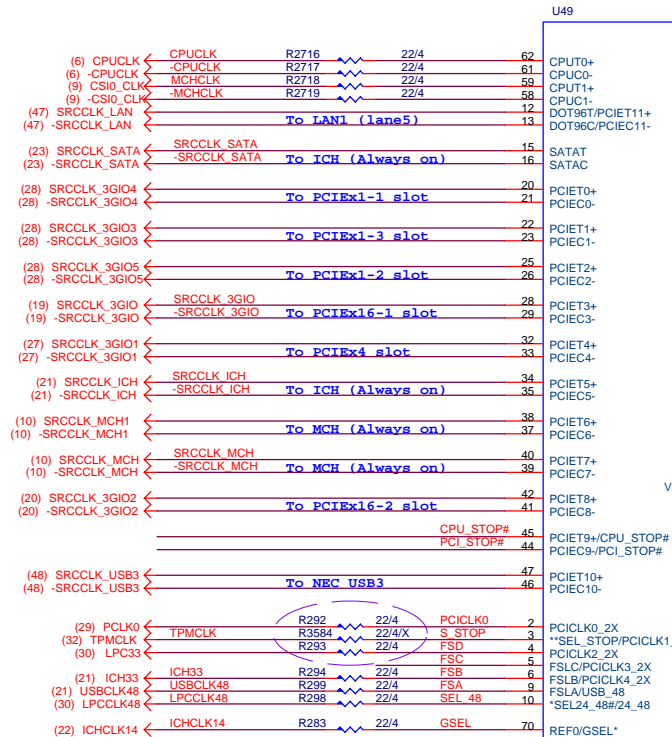 U49
(6) CPUCLK CPUCLK R2716 22/4 62 CPUT0+
(6) -CPUCLK -CPUCLK R2717 22/4 61 CPUC0-
(9) CSI0_CLK MCHCLK R2718 22/4 59 CPUT1+
(9) -CSI0_CLK -MCHCLK R2719 22/4 58 CPUC1-
(47) SRCCLK_LAN 12 DOT96T/PCIET11+
(47) -SRCCLK_LAN To LAN1 (lane5) 13 DOT96C/PCIEC11-
(23) SRCCLK_SATA SRCCLK_SATA 15 SATAT
(23) -SRCCLK_SATA -SRCCLK_SATA To ICH (Always on) 16 SATAC
(28) SRCCLK_3GIO4 20 PCIET0+
(28) -SRCCLK_3GIO4 To PCIEx1-1 slot 21 PCIEC0-
(28) SRCCLK_3GIO3 22 PCIET1+
(28) -SRCCLK_3GIO3 To PCIEx1-3 slot 23 PCIEC1-
(28) SRCCLK_3GIO5 25 PCIET2+
(28) -SRCCLK_3GIO5 To PCIEx1-2 slot 26 PCIEC2-
(19) SRCCLK_3GIO SRCCLK_3GIO 28 PCIET3+
(19) -SRCCLK_3GIO -SRCCLK_3GIO To PCIEx16-1 slot 29 PCIEC3-
(27) SRCCLK_3GIO1 32 PCIET4+
(27) -SRCCLK_3GIO1 To PCIEx4 slot 33 PCIEC4-
(21) SRCCLK_ICH SRCCLK_ICH 34 PCIET5+
(21) -SRCCLK_ICH -SRCCLK_ICH To ICH (Always on) 35 PCIEC5-
(10) SRCCLK_MCH1 38 PCIET6+
(10) -SRCCLK_MCH1 To MCH (Always on) 37 PCIEC6-
(10) SRCCLK_MCH SRCCLK_MCH 40 PCIET7+
(10) -SRCCLK_MCH -SRCCLK_MCH To MCH (Always on) 39 PCIEC7-
V
(20) SRCCLK_3GIO2 42 PCIET8+
(20) -SRCCLK_3GIO2 To PCIEx16-2 slot 41 PCIEC8-
CPU_STOP# 45 PCIET9+/CPU_STOP#
PCI_STOP# 44 PCIEC9-/PCI_STOP#
(48) SRCCLK_USB3 47 PCIET10+
(48) -SRCCLK_USB3 To NEC USB3 46 PCIEC10-
(29) PCLK0 R292 22/4 PCICLK0 2 PCICLK0_2X
(32) TPMCLK TPMCLK R3584 22/4/X S_STOP 3 **SEL_STOP/PCICLK1_
(30) LPC33 R293 22/4 FSD 4 PCICLK2_2X
FSC 5 FSLC/PCICLK3_2X
(21) ICH33 ICH33 R294 22/4 FSB 6 FSLB/PCICLK4_2X
(21) USBCLK48 USBCLK48 R299 22/4 FSA 9 FSLA/USB_48
(30) LPCCLK48 LPCCLK48 R298 22/4 SEL_48 10 *SEL24_48#/24_48
(22) ICHCLK14 ICHCLK14 R283 22/4 GSEL 70 REF0/GSEL*